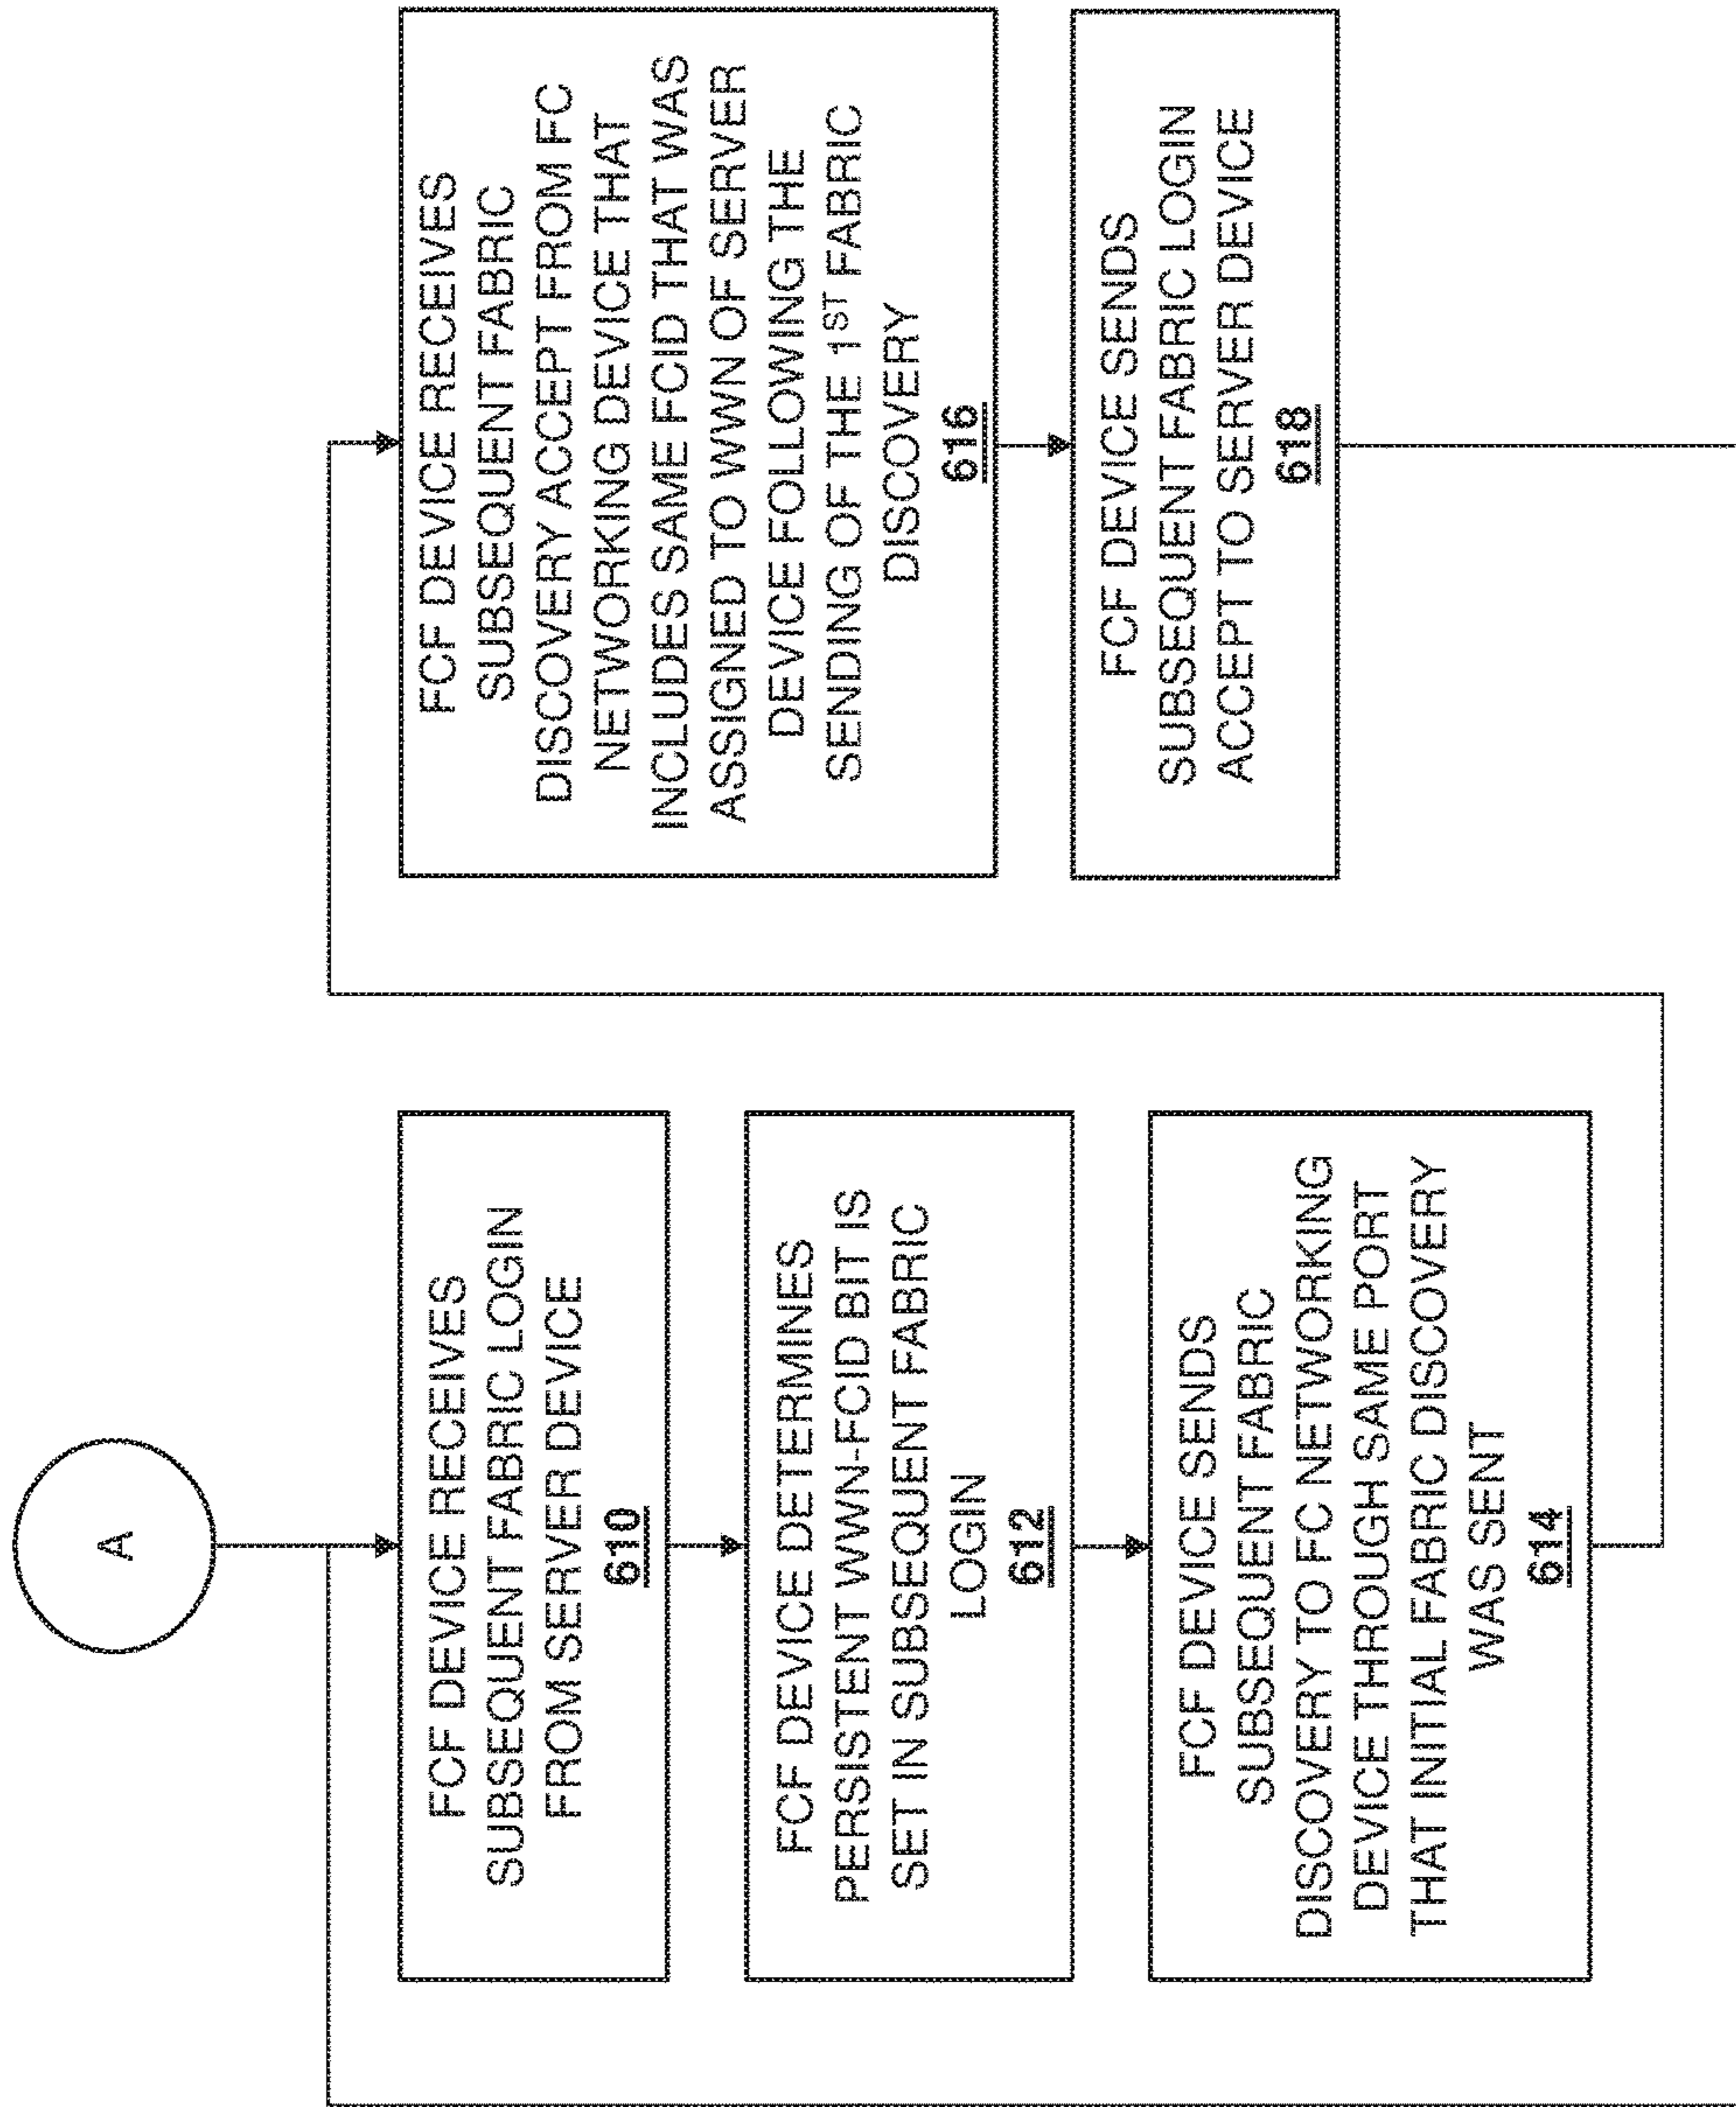 A
FCF DEVICE RECEIVES
SUBSEQUENT FABRIC LOGIN
FROM SERVER DEVICE
610
FCF DEVICE DETERMINES
PERSISTENT WWN-FCID BIT IS
SET IN SUBSEQUENT FABRIC
LOGIN
612
FCF DEVICE SENDS
SUBSEQUENT FABRIC
DISCOVERY TO FC NETWORKING
DEVICE THROUGH SAME PORT
THAT INITIAL FABRIC DISCOVERY
WAS SENT
614
FCF DEVICE RECEIVES
SUBSEQUENT FABRIC
DISCOVERY ACCEPT FROM FC
NETWORKING DEVICE THAT
INCLUDES SAME FCID THAT WAS
ASSIGNED TO WWN OF SERVER
DEVICE FOLLOWING THE
SENDING OF THE 1ST FABRIC
DISCOVERY
616
FCF DEVICE SENDS
SUBSEQUENT FABRIC LOGIN
ACCEPT TO SERVER DEVICE
618